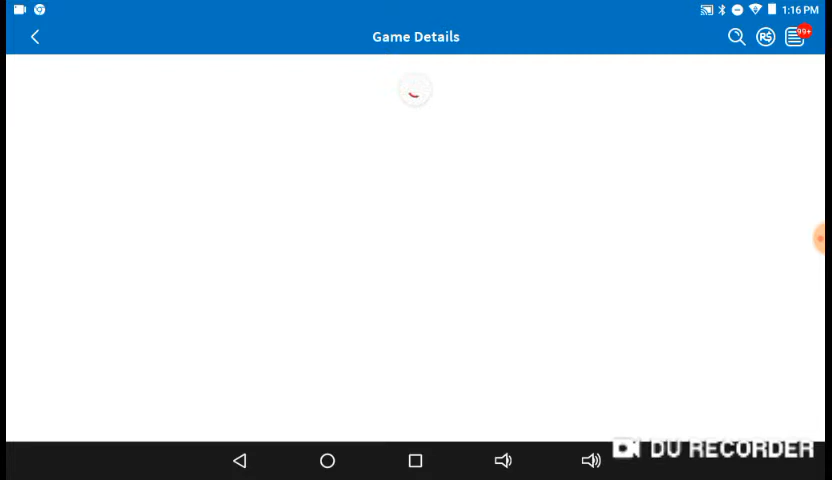 1:16 PM
Game Details
R$
99+
DU RECORDER